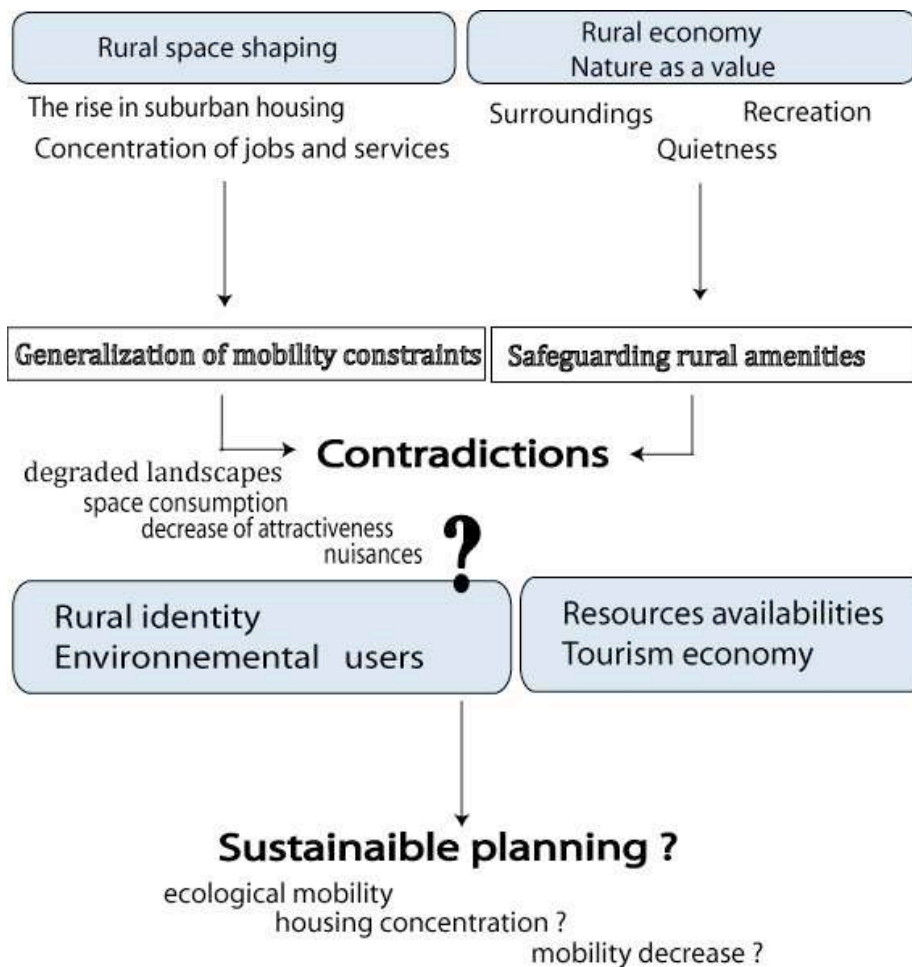 Rural space shaping
Rural economy
Nature as a value
The rise in suburban housing
Concentration of jobs and services
Surroundings
Recreation
Quietness
Generalization of mobility constraints
Safeguarding rural amenities
Contradictions
degraded landscapes
space consumption
decrease of attractiveness
nuisances
?
Rural identity
Environnemental users
Resources availabilities
Tourism economy
Sustainaible planning ?
ecological mobility
housing concentration ?
mobility decrease ?